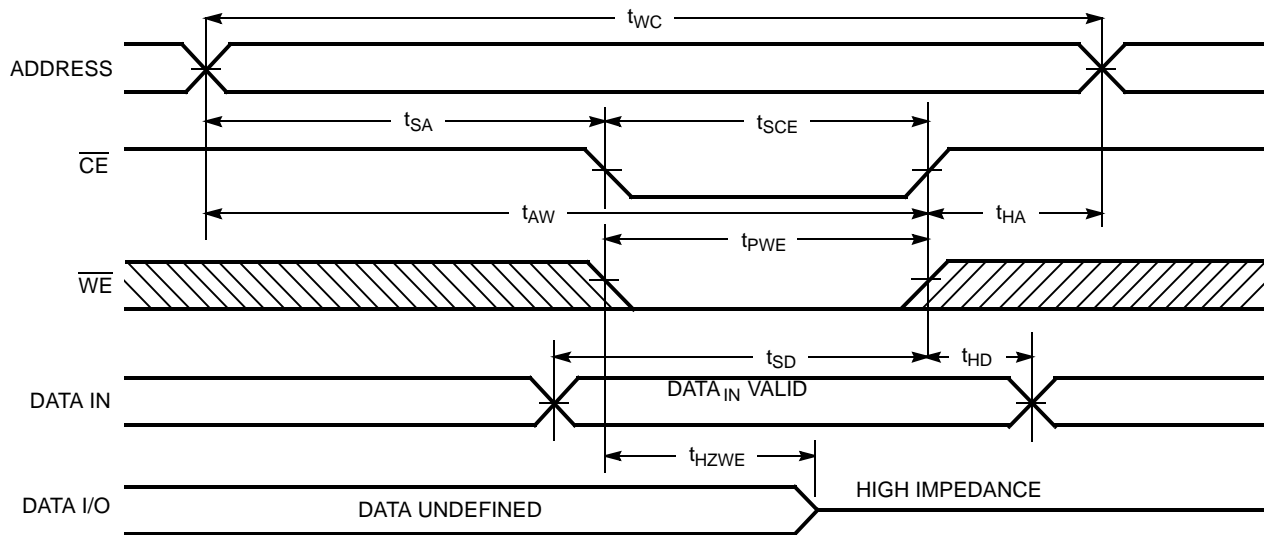 tWC
ADDRESS
tSA
tSCE
CE
tAW
tHA
tPWE
WE
tSD
tHD
DATA IN
DATA IN VALID
tHZWE
DATA I/O
DATA UNDEFINED
HIGH IMPEDANCE